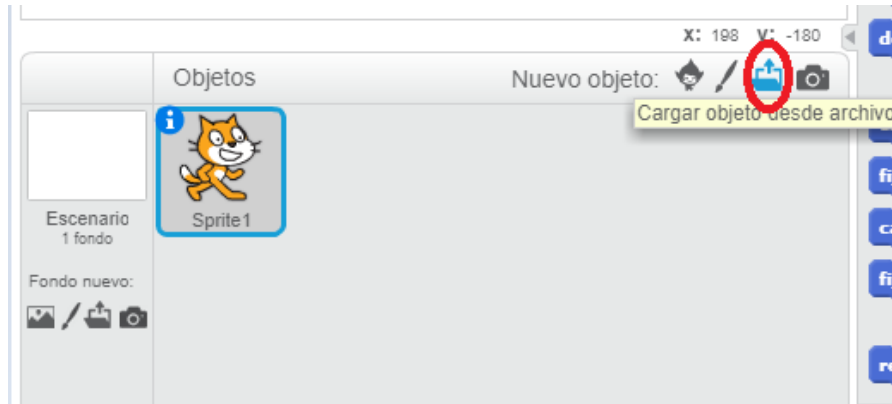 x: 198 y: -180
Objetos
Nuevo objeto:
Cargar objeto desde archivo
i
Sprite1
Escenario
1 fondo
Fondo nuevo: